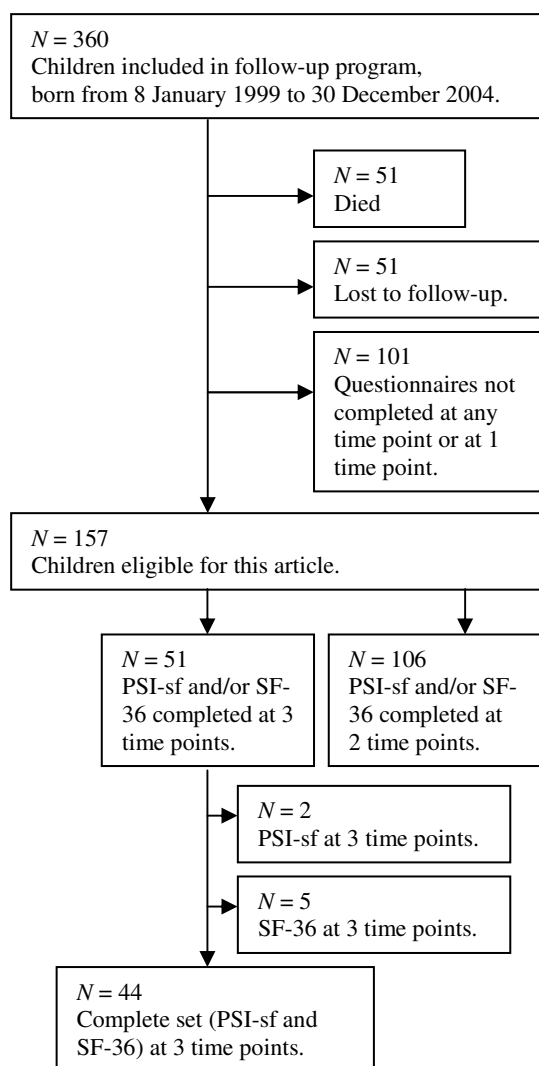 N = 360
Children included in follow-up program,
born from 8 January 1999 to 30 December 2004.
N = 51
Died
N = 51
Lost to follow-up.
N = 101
Questionnaires not
completed at any
time point or at 1
time point.
N = 157
Children eligible for this article.
N = 51
PSI-sf and/or SF-
36 completed at 3
time points.
N = 106
PSI-sf and/or SF-
36 completed at
2 time points.
N = 2
PSI-sf at 3 time points.
N = 5
SF-36 at 3 time points.
N = 44
Complete set (PSI-sf and
SF-36) at 3 time points.